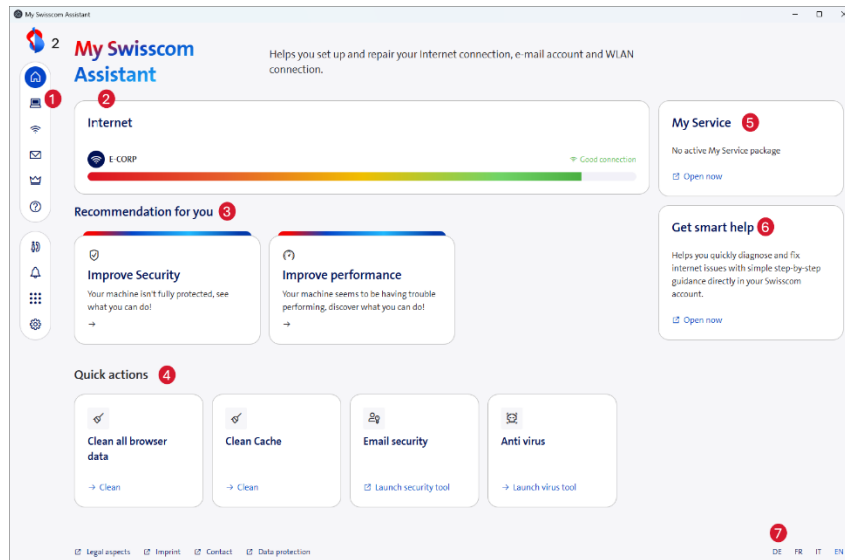 My Swisscom Assistant
2
My Swisscom
Assistant
Helps you set up and repair your Internet connection, e-mail account and WLAN
connection.
1
2
Internet
E-CORP
Good connection
5
My Service
No active My Service package
Open now
Recommendation for you
3
Improve Security
Your machine isn't fully protected, see
what you can do!
Improve performance
Your machine seems to be having trouble
performing, discover what you can do!
Get smart help
6
Helps you quickly diagnose and fix
internet issues with simple step-by-step
guidance directly in your Swisscom
account.
Open now
Quick actions
4
Clean all browser
data
→ Clean
Clean Cache
→ Clean
Email security
Launch security tool
Anti virus
→ Launch virus tool
7
Legal aspects
Imprint
Contact
Data protection
DE FR IT EN